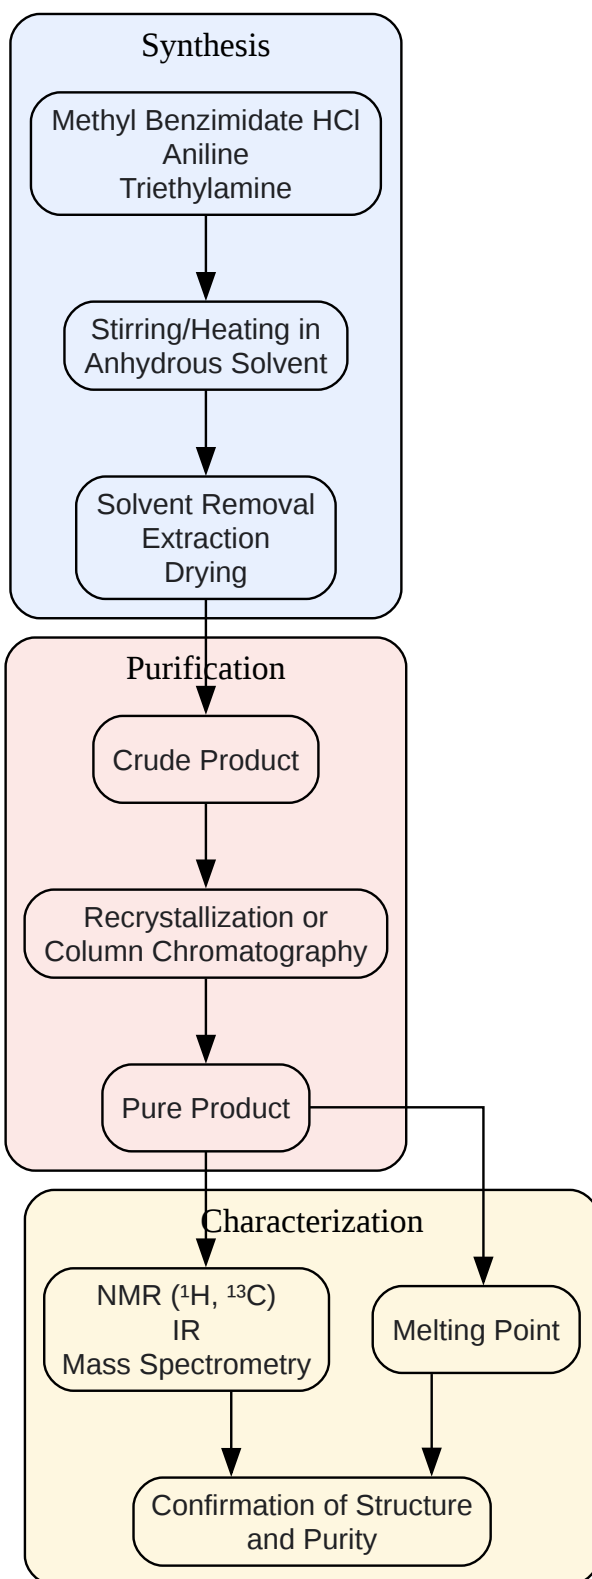 Synthesis
Methyl Benzimidate HCl
Aniline
Triethylamine
Stirring/Heating in
Anhydrous Solvent
Solvent Removal
Extraction
Drying
Purification
Crude Product
Recrystallization or
Column Chromatography
Pure Product
Characterization
NMR (¹H, ¹³C)
IR
Mass Spectrometry
Melting Point
Confirmation of Structure
and Purity